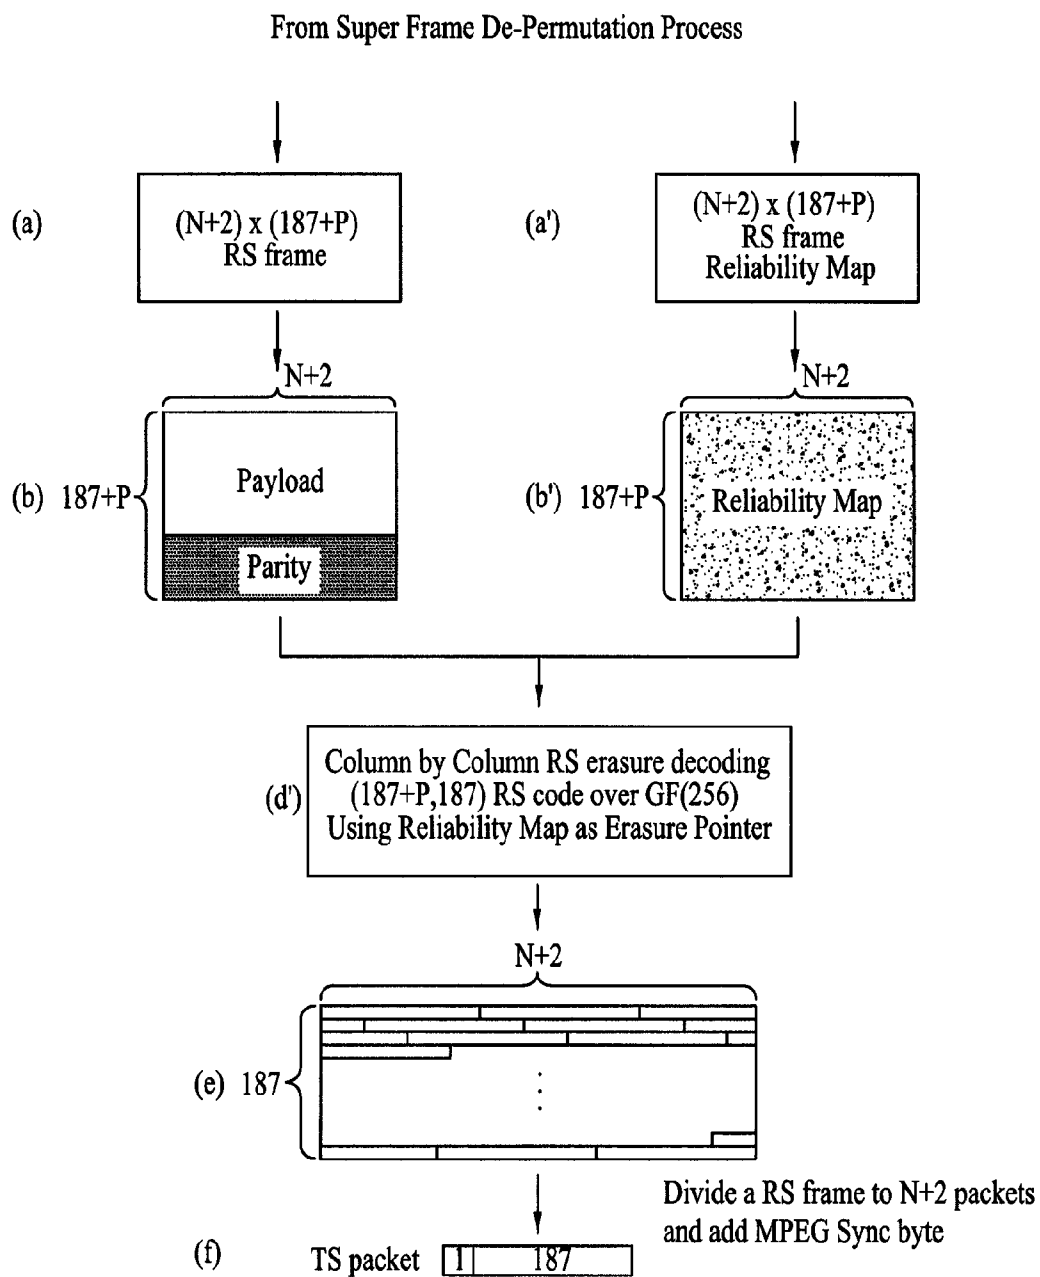 From Super Frame De-Permutation Process
(a)
(N+2) x (187+P)
RS frame
(a')
(N+2) x (187+P)
RS frame
Reliability Map
N+2
N+2
(b)
187+P
Payload
Parity
(b')
187+P
Reliability Map
(d')
Column by Column RS erasure decoding
(187+P,187) RS code over GF(256)
Using Reliability Map as Erasure Pointer
N+2
(e)
187
Divide a RS frame to N+2 packets
and add MPEG Sync byte
(f)
TS packet
1
187